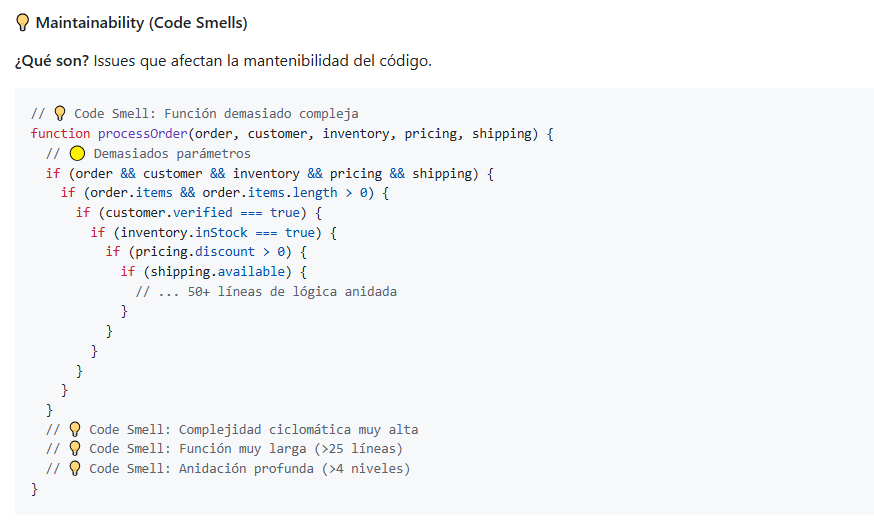 💡 Maintainability (Code Smells)
¿Qué son? Issues que afectan la mantenibilidad del código.
// 💡 Code Smell: Función demasiado compleja
function processOrder(order, customer, inventory, pricing, shipping) {
  // 🟡 Demasiados parámetros
  if (order && customer && inventory && pricing && shipping) {
    if (order.items && order.items.length > 0) {
      if (customer.verified === true) {
        if (inventory.inStock === true) {
          if (pricing.discount > 0) {
            if (shipping.available) {
              // ... 50+ líneas de lógica anidada
            }
          }
        }
      }
    }
  }
  // 💡 Code Smell: Complejidad ciclomática muy alta
  // 💡 Code Smell: Función muy larga (>25 líneas)
  // 💡 Code Smell: Anidación profunda (>4 niveles)
}